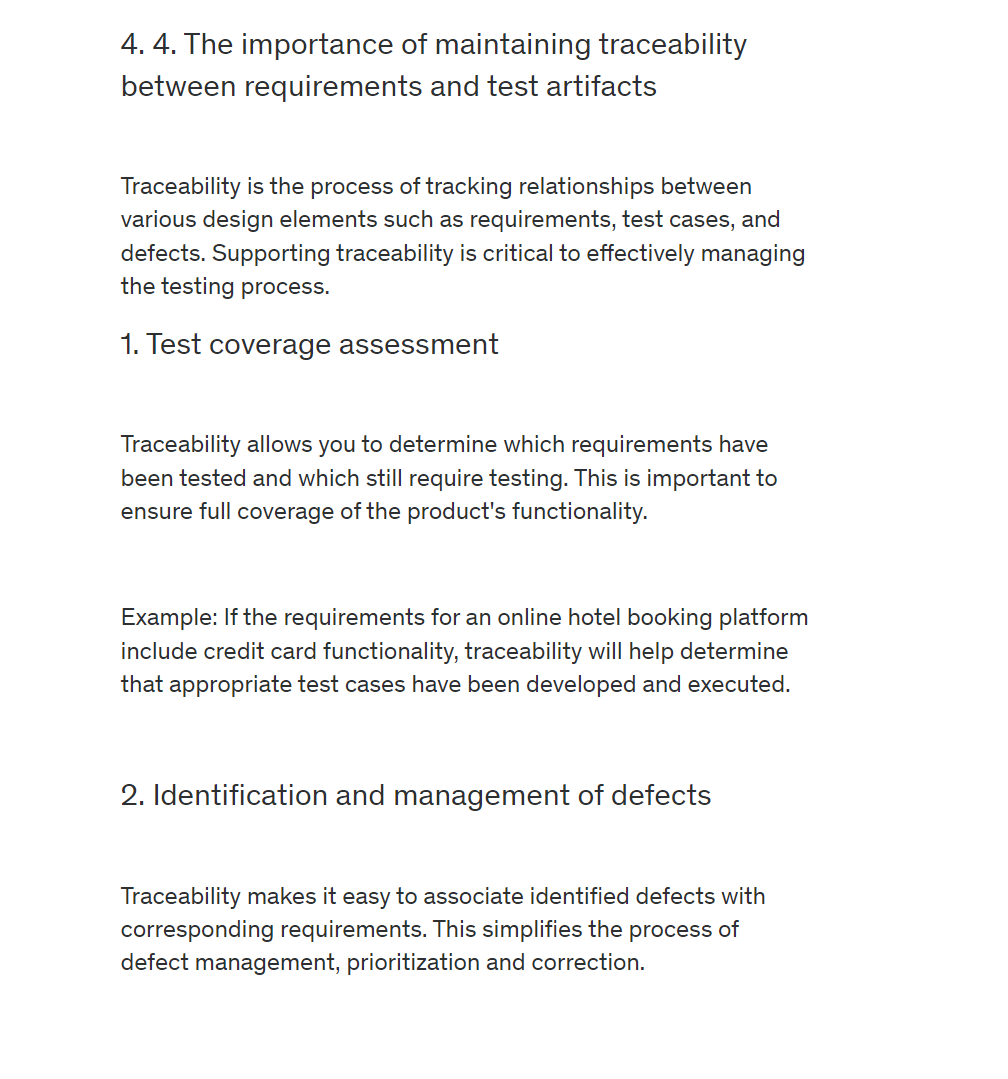 4. 4. The importance of maintaining traceability
between requirements and test artifacts
Traceability is the process of tracking relationships between
various design elements such as requirements, test cases, and
defects. Supporting traceability is critical to effectively managing
the testing process.
1. Test coverage assessment
Traceability allows you to determine which requirements have
been tested and which still require testing. This is important to
ensure full coverage of the product's functionality.
Example: If the requirements for an online hotel booking platform
include credit card functionality, traceability will help determine
that appropriate test cases have been developed and executed.
2. Identification and management of defects
Traceability makes it easy to associate identified defects with
corresponding requirements. This simplifies the process of
defect management, prioritization and correction.